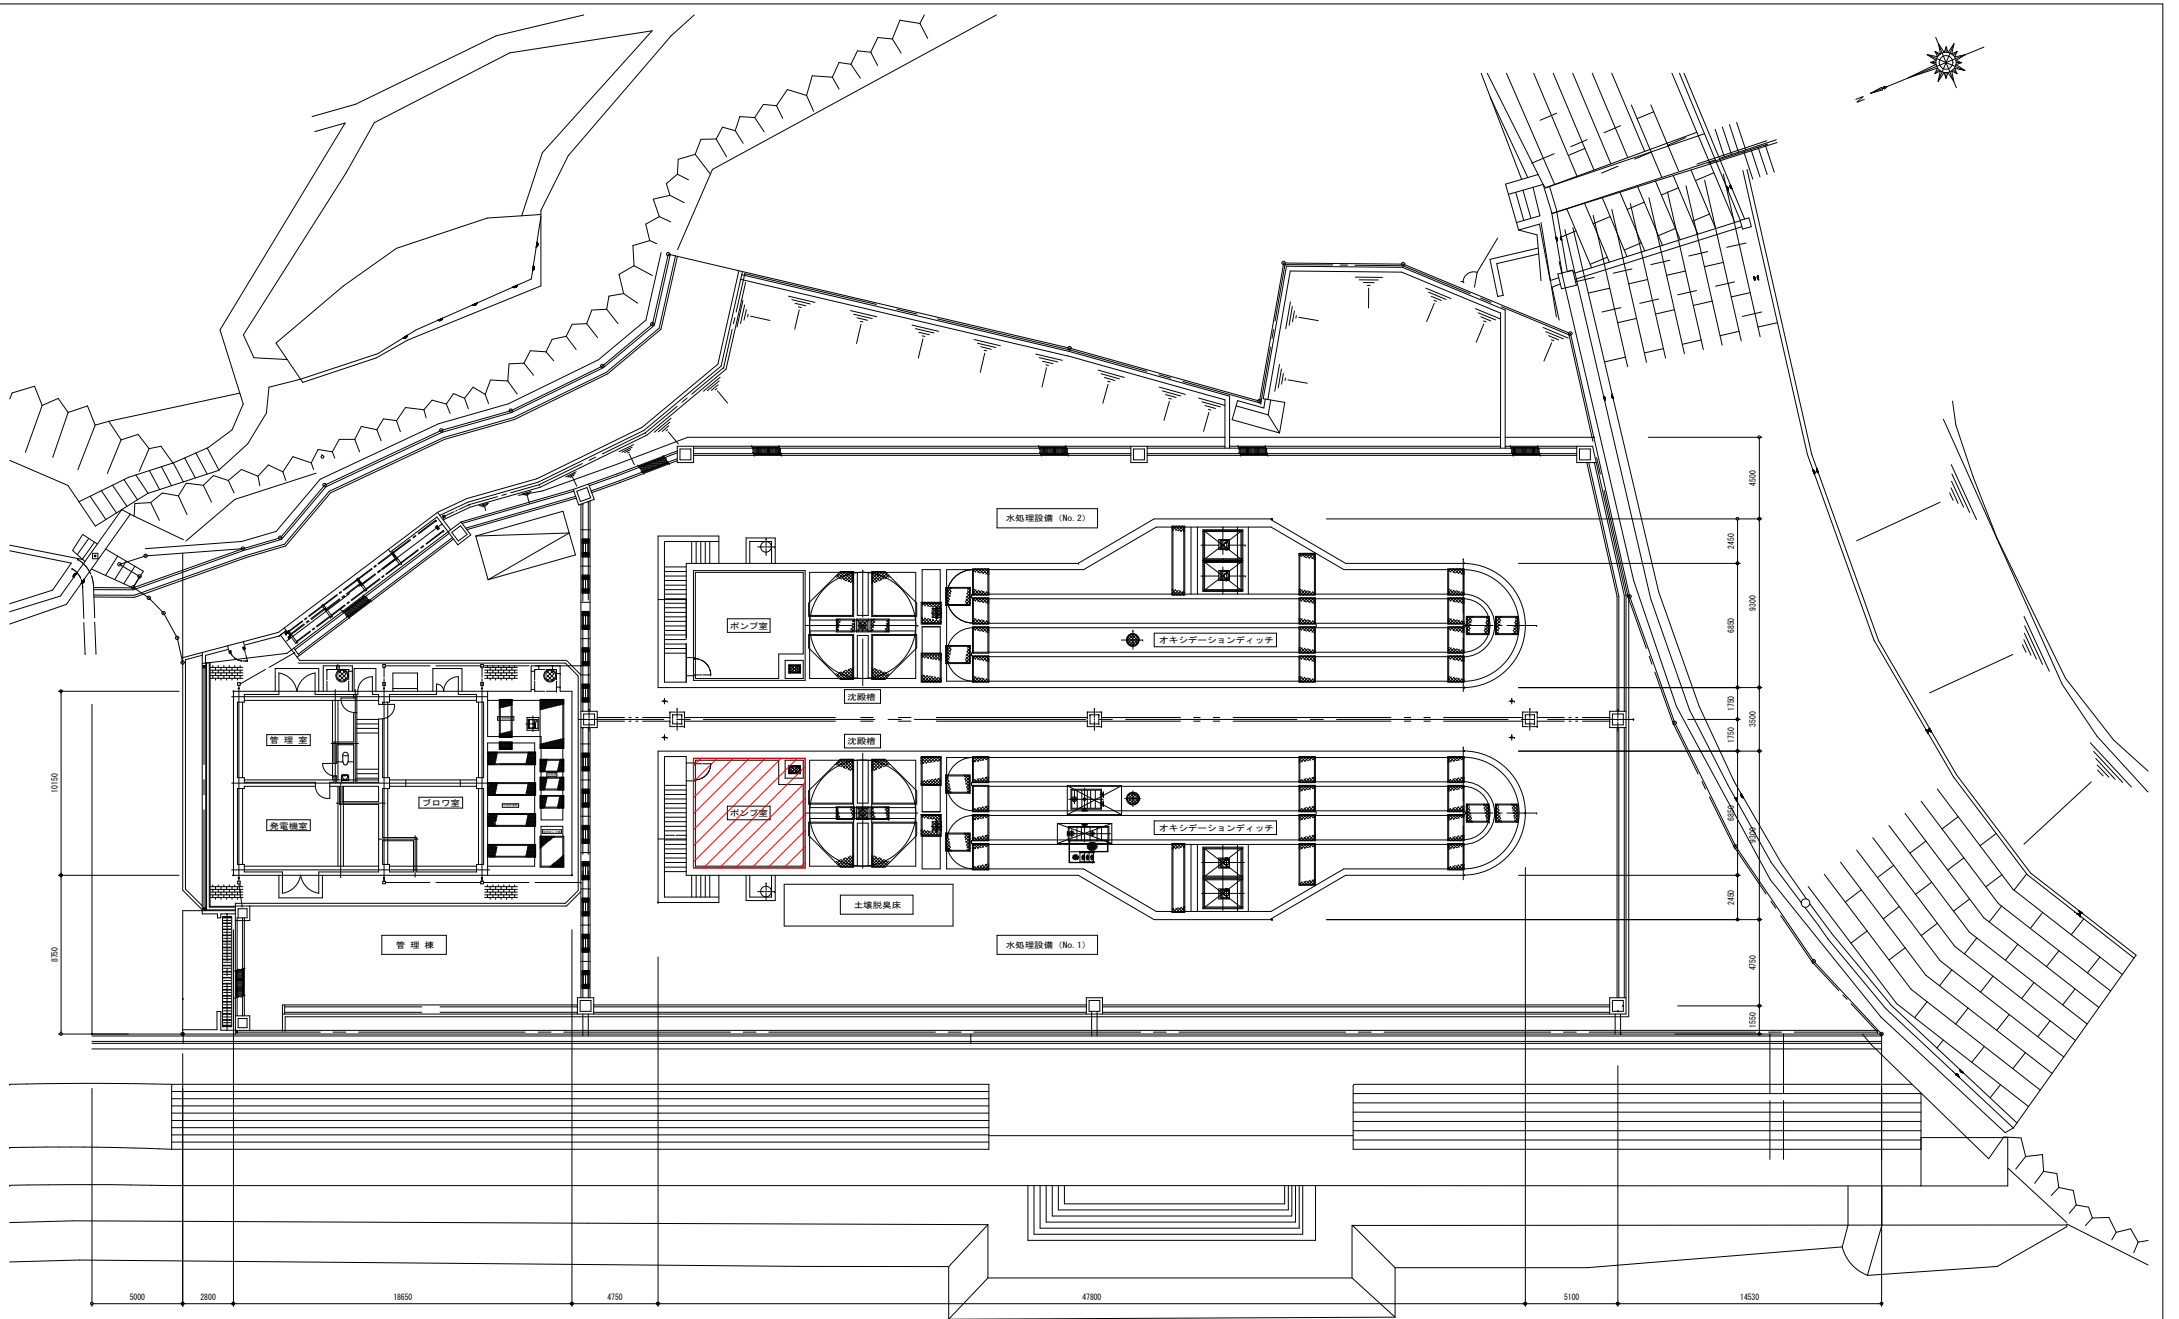 N
水処理設備 (No. 2)
ポンプ室
オキシデーションディッチ
沈殿槽
沈殿槽
管 理 室
ブロワ室
発電機室
ポンプ室
オキシデーションディッチ
土壌脱臭床
管 理 棟
水処理設備 (No. 1)
4500
2450
9300
6850
1750
3500
1750
6850
9300
2450
4750
1550
10150
8750
5000
2800
18650
4750
47800
5100
14530